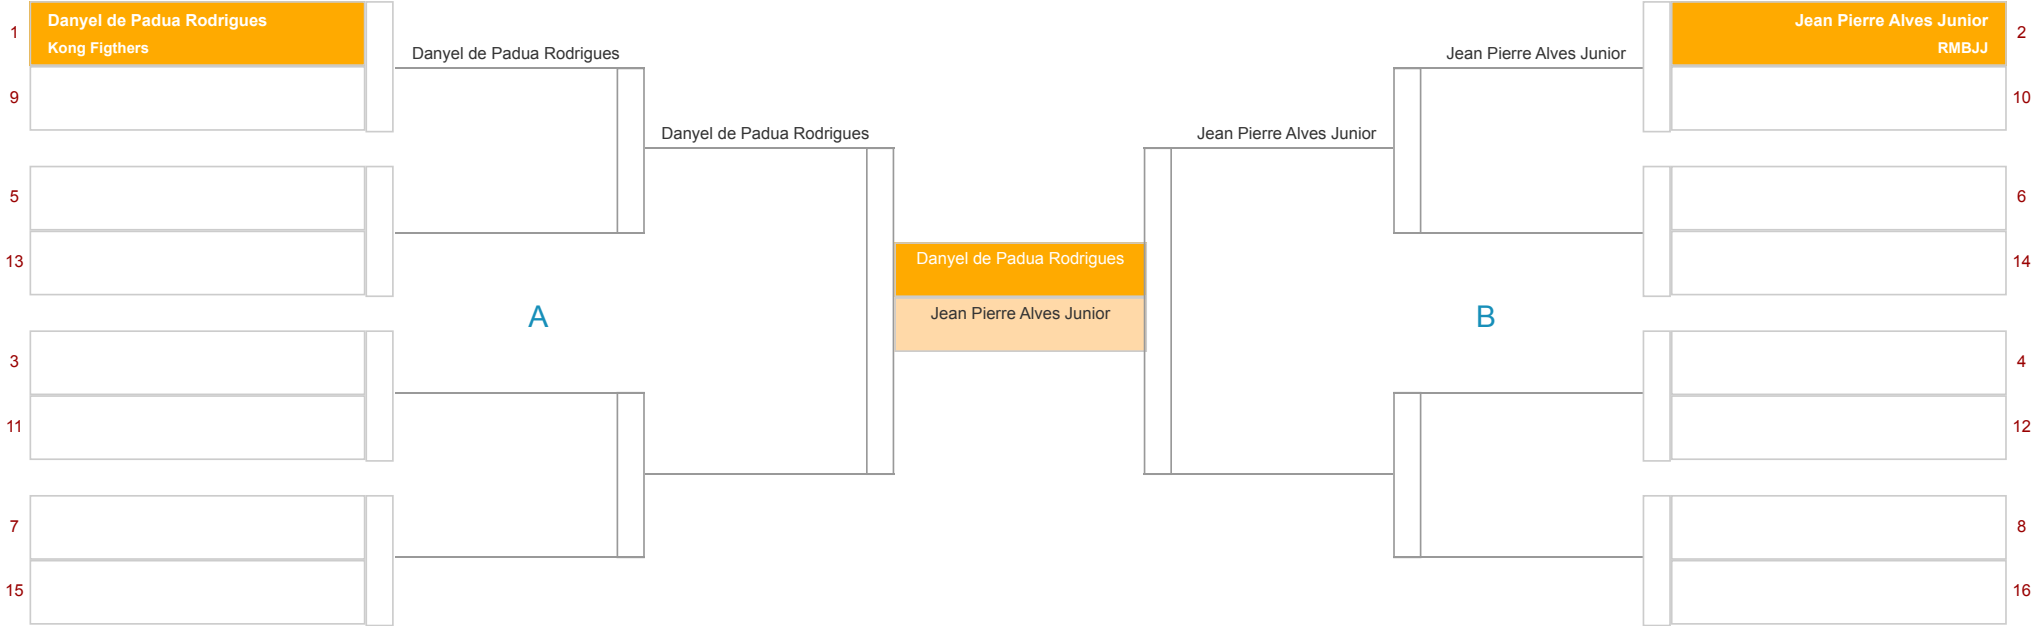 1
Danyel de Padua Rodrigues
Kong Figthers
9
5
13
3
11
7
15
Danyel de Padua Rodrigues
Danyel de Padua Rodrigues
A
Danyel de Padua Rodrigues
Jean Pierre Alves Junior
Jean Pierre Alves Junior
B
Jean Pierre Alves Junior
Jean Pierre Alves Junior
RMBJJ
2
10
6
14
4
12
8
16